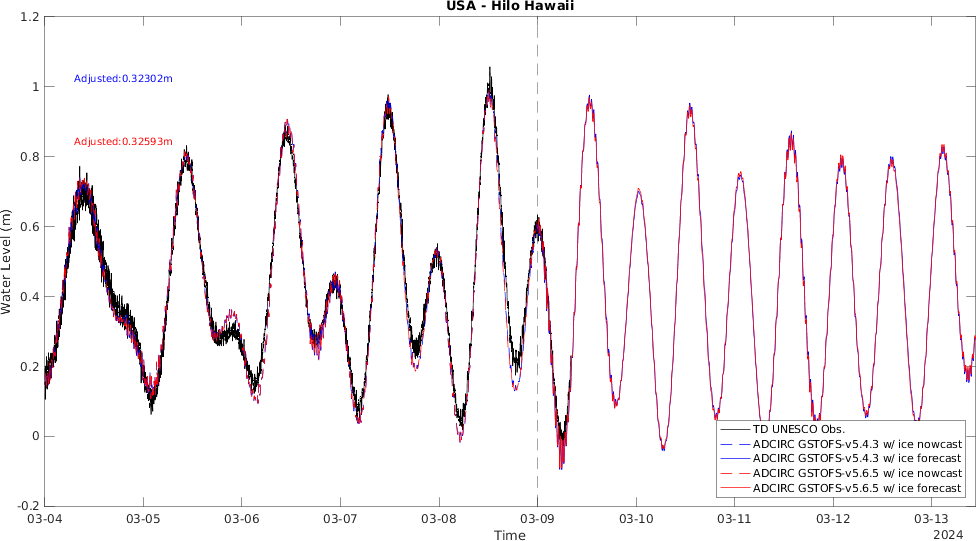 USA - Hilo Hawaii
1.2
1
0.8
0.6
0.4
0.2
0
-0.2
Water Level (m)
Adjusted:0.32302m
Adjusted:0.32593m
TD UNESCO Obs.
ADCIRC GSTOFS-v5.4.3 w/ ice nowcast
ADCIRC GSTOFS-v5.4.3 w/ ice forecast
ADCIRC GSTOFS-v5.6.5 w/ ice nowcast
ADCIRC GSTOFS-v5.6.5 w/ ice forecast
03-04 03-05 03-06 03-07 03-08 03-09 03-10 03-11 03-12 03-13
Time
2024